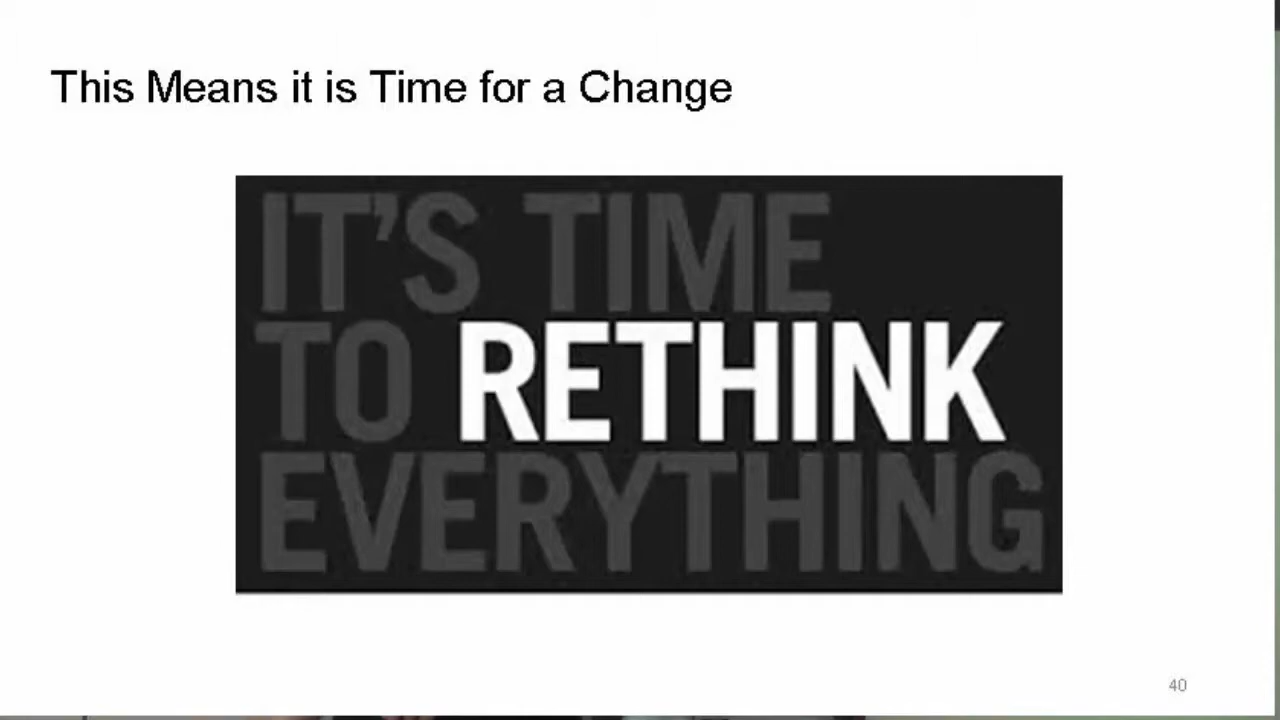 This Means it is Time for a Change
IT'S TIME
TO RETHINK
EVERYTHING
40